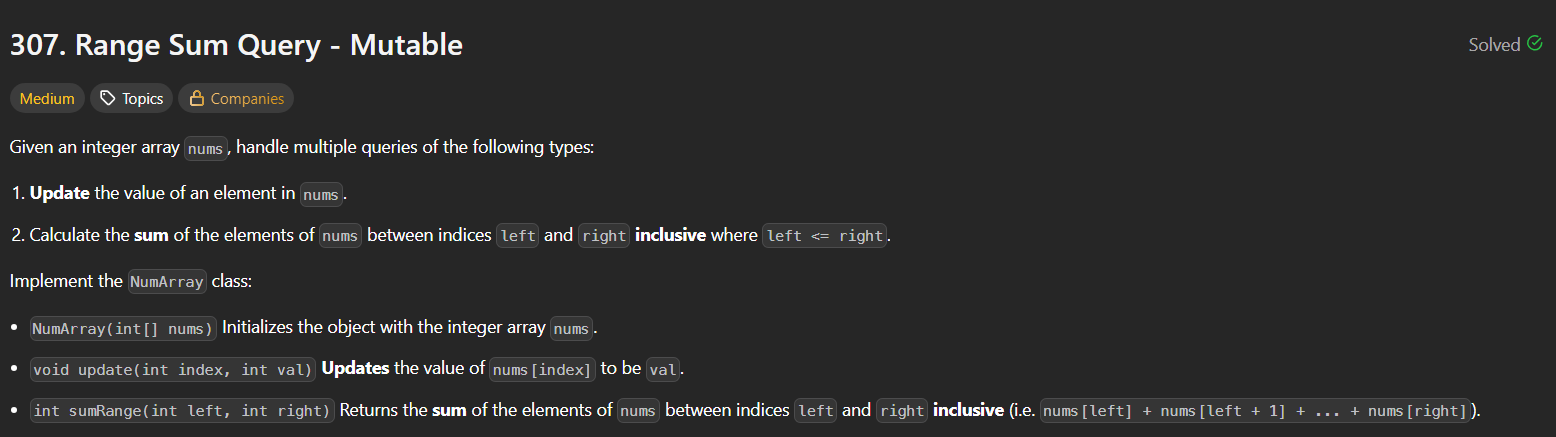 307. Range Sum Query - Mutable
Solved
Medium Topics Companies
Given an integer array nums, handle multiple queries of the following types:
1. Update the value of an element in nums.
2. Calculate the sum of the elements of nums between indices left and right inclusive where left <= right.
Implement the NumArray class:
• NumArray(int[] nums) Initializes the object with the integer array nums.
• void update(int index, int val) Updates the value of nums[index] to be val.
• int sumRange(int left, int right) Returns the sum of the elements of nums between indices left and right inclusive (i.e. nums[left] + nums[left + 1] + ... + nums[right]).